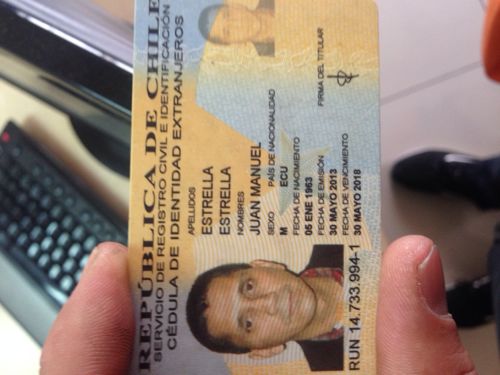 REPÚBLICA DE CHILE
SERVICIO DE REGISTRO CIVIL E IDENTIFICACIÓN
CÉDULA DE IDENTIDAD EXTRANJEROS
APELLIDOS
ESTRELLA
ESTRELLA
NOMBRES
JUAN MANUEL
SEXO PAÍS DE NACIONALIDAD
M ECU
FECHA DE NACIMIENTO
05 ENE 1963
FECHA DE EMISIÓN
30 MAYO 2013
FECHA DE VENCIMIENTO
30 MAYO 2018
FIRMA DEL TITULAR
RUN 14.733.994-1